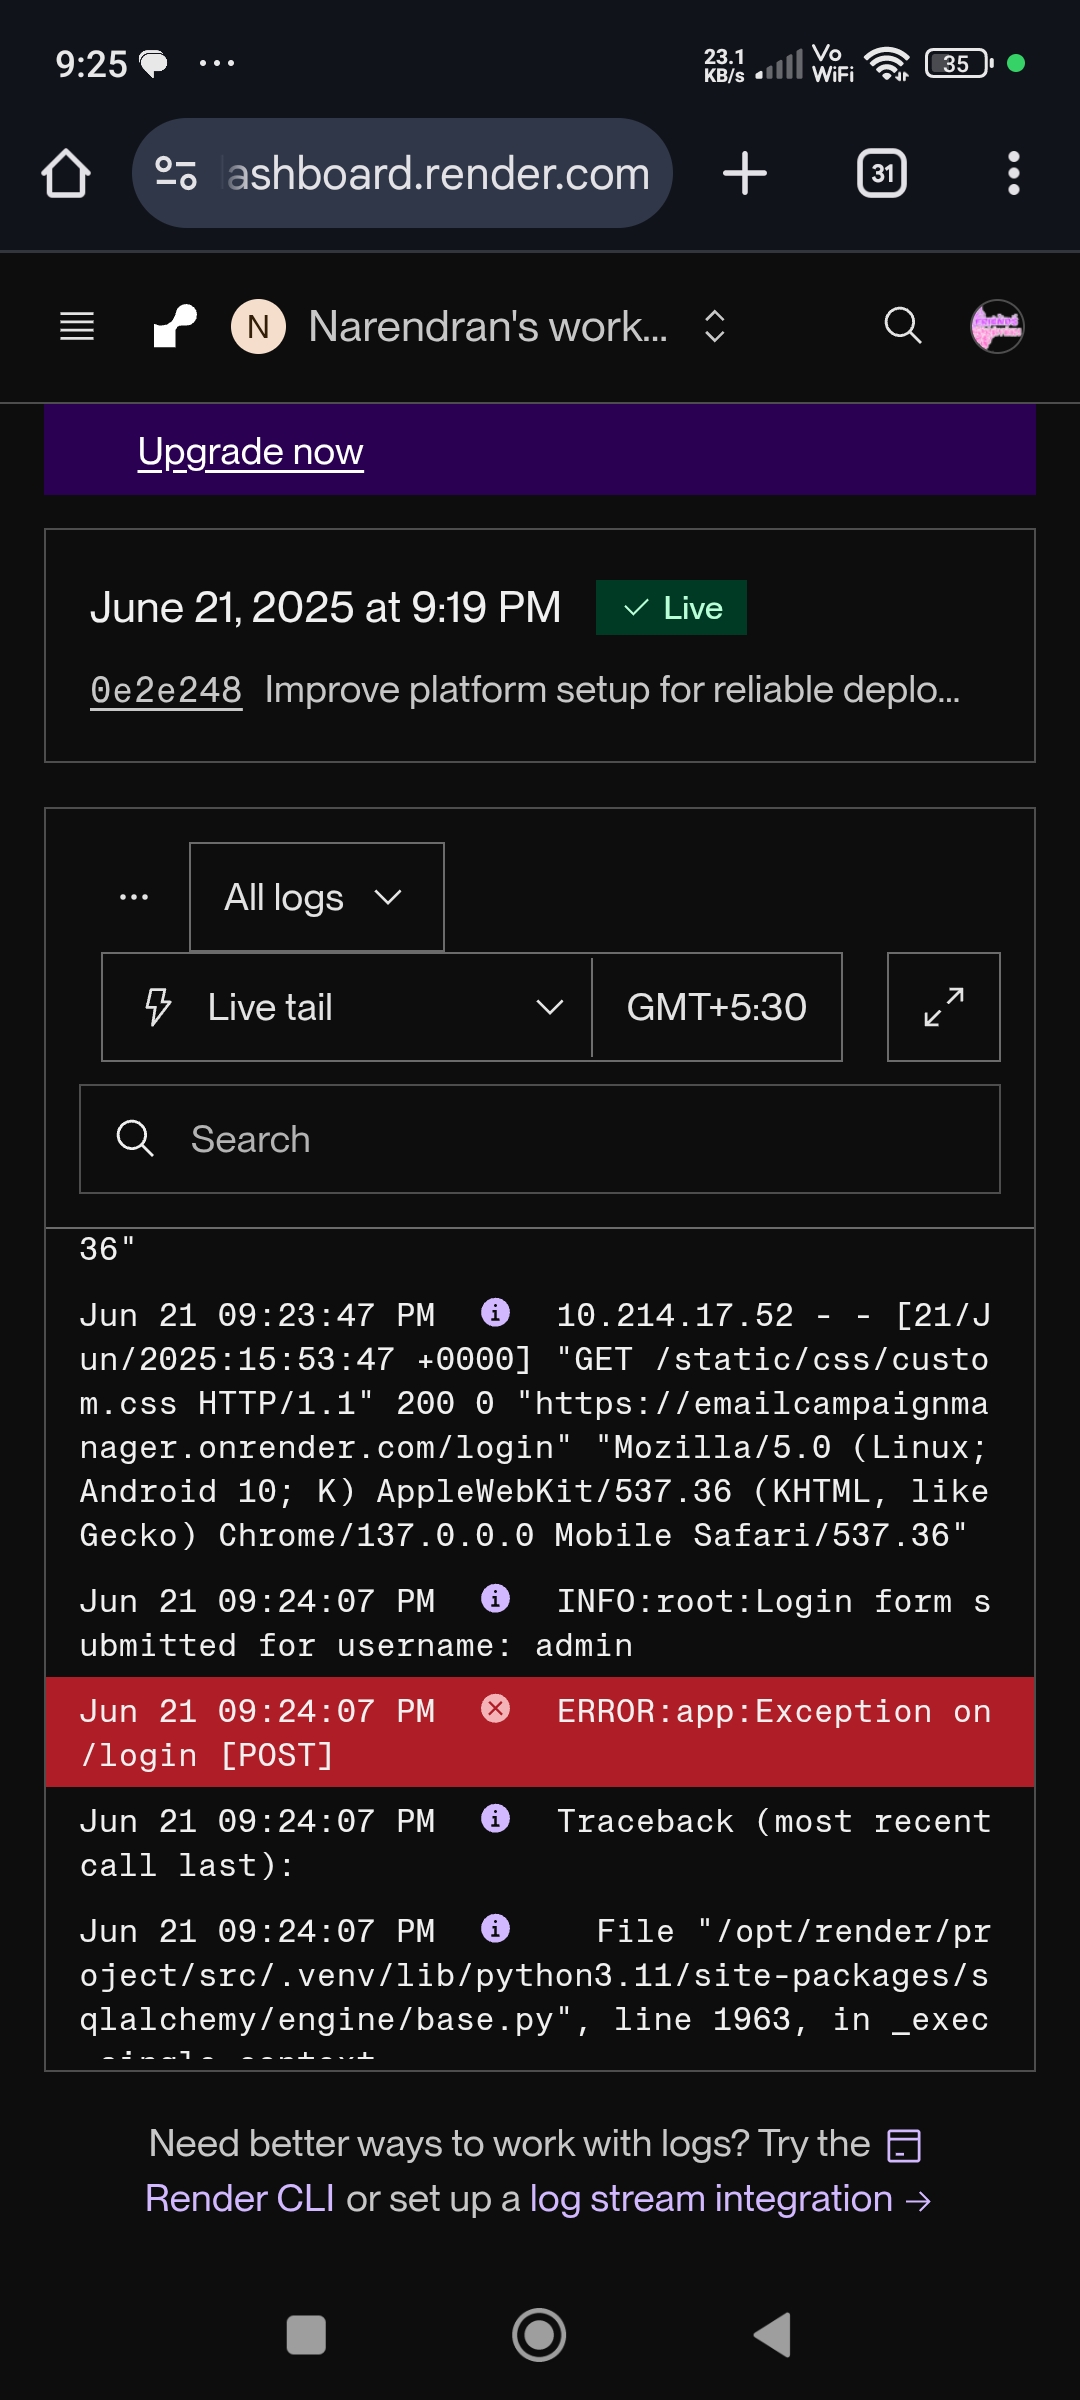 9:25
23.1 KB/s
Vo WiFi
35
ashboard.render.com
31
N Narendran's work...
Upgrade now
June 21, 2025 at 9:19 PM
Live
0e2e248 Improve platform setup for reliable deplo...
All logs
Live tail
GMT+5:30
Search
36"
Jun 21 09:23:47 PM 10.214.17.52 - - [21/J
un/2025:15:53:47 +0000] "GET /static/css/custo
m.css HTTP/1.1" 200 0 "https://emailcampaignma
nager.onrender.com/login" "Mozilla/5.0 (Linux;
Android 10; K) AppleWebKit/537.36 (KHTML, like
Gecko) Chrome/137.0.0.0 Mobile Safari/537.36"
Jun 21 09:24:07 PM INFO:root:Login form s
ubmitted for username: admin
Jun 21 09:24:07 PM ERROR:app:Exception on
/login [POST]
Jun 21 09:24:07 PM Traceback (most recent
call last):
Jun 21 09:24:07 PM File "/opt/render/pr
oject/src/.venv/lib/python3.11/site-packages/s
qlalchemy/engine/base.py", line 1963, in _exec
Need better ways to work with logs? Try the
Render CLI or set up a log stream integration →